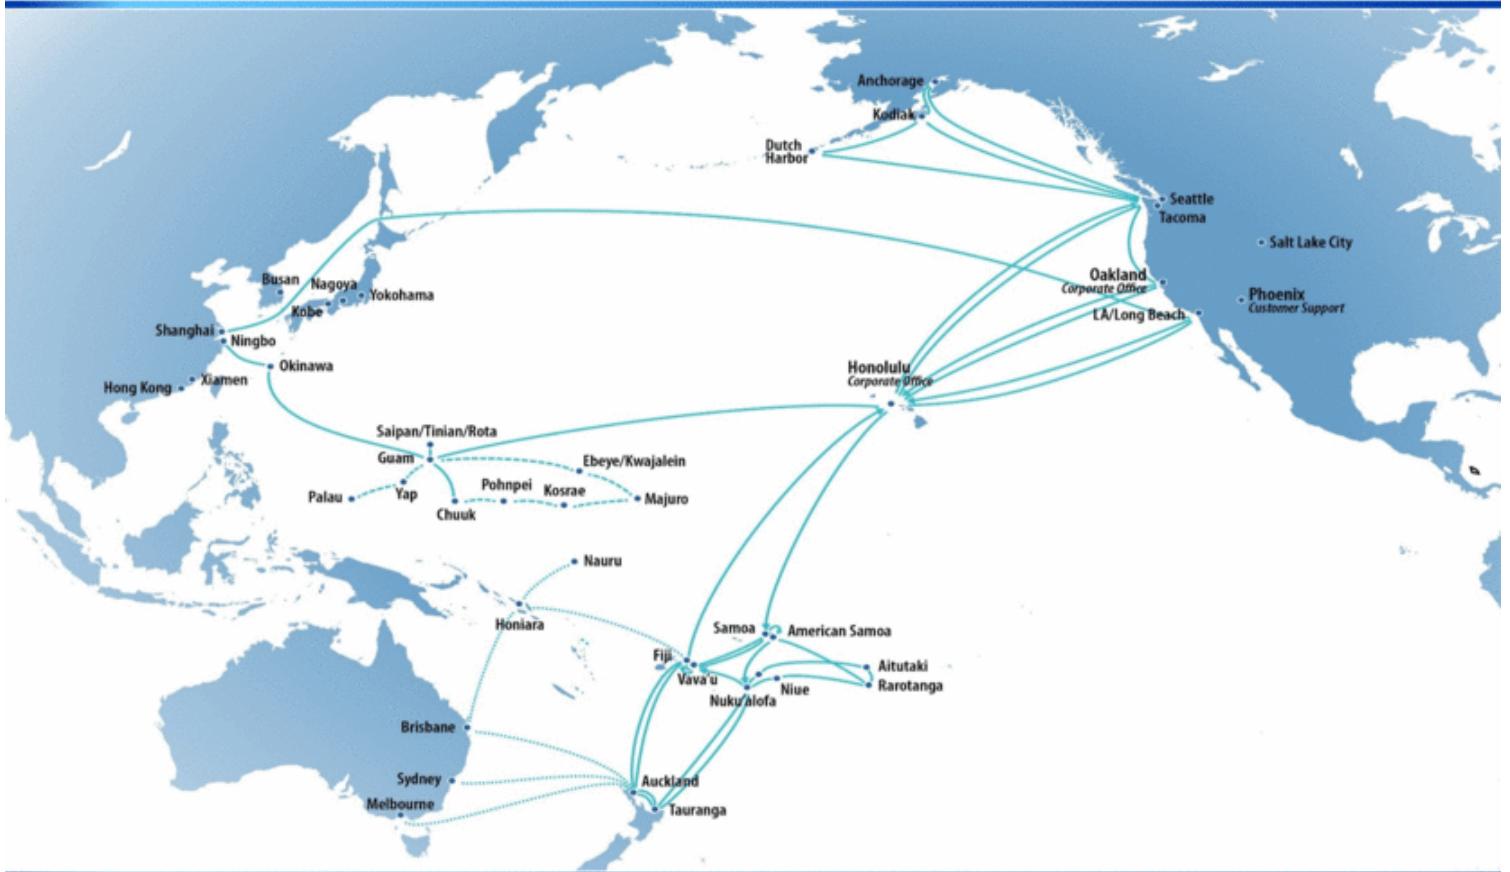 Anchorage
Kodiak
Dutch
Harbor
Seattle
Tacoma
Salt Lake City
Oakland
Corporate Office
Phoenix
Customer Support
LA/Long Beach
Busan
Nagoya
Yokohama
Kobe
Shanghai
Ningbo
Okinawa
Xiamen
Hong Kong
Honolulu
Corporate Office
Saipan/Tinian/Rota
Guam
Ebeye/Kwajalein
Palau
Yap
Pohnpei
Kosrae
Majuro
Chuuk
Nauru
Honiara
Samoa
American Samoa
Fiji
Vava'u
Aitutaki
Niue
Rarotanga
Nuku'alofa
Brisbane
Sydney
Auckland
Melbourne
Tauranga